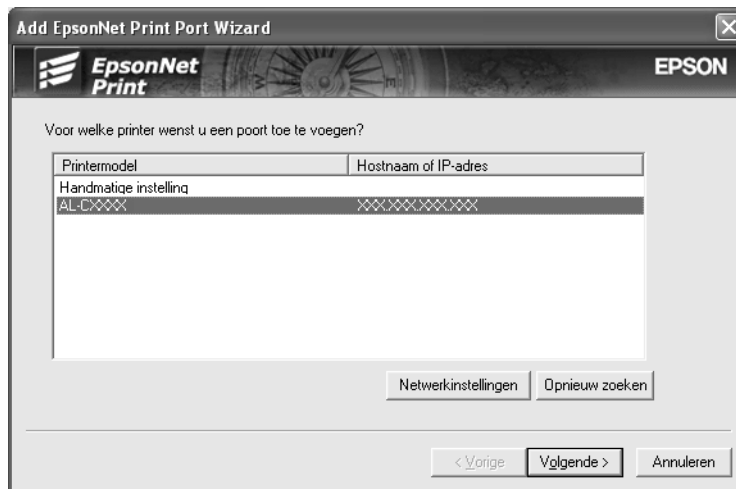 Add EpsonNet Print Port Wizard
EpsonNet
Print
EPSON
Voor welke printer wenst u een poort toe te voegen?
Printermodel Hostnaam of IP-adres
Handmatige instelling
AL-CXXXX XXX.XXX.XXX.XXX
Netwerkinstellingen Opnieuw zoeken
< Vorige Volgende > Annuleren